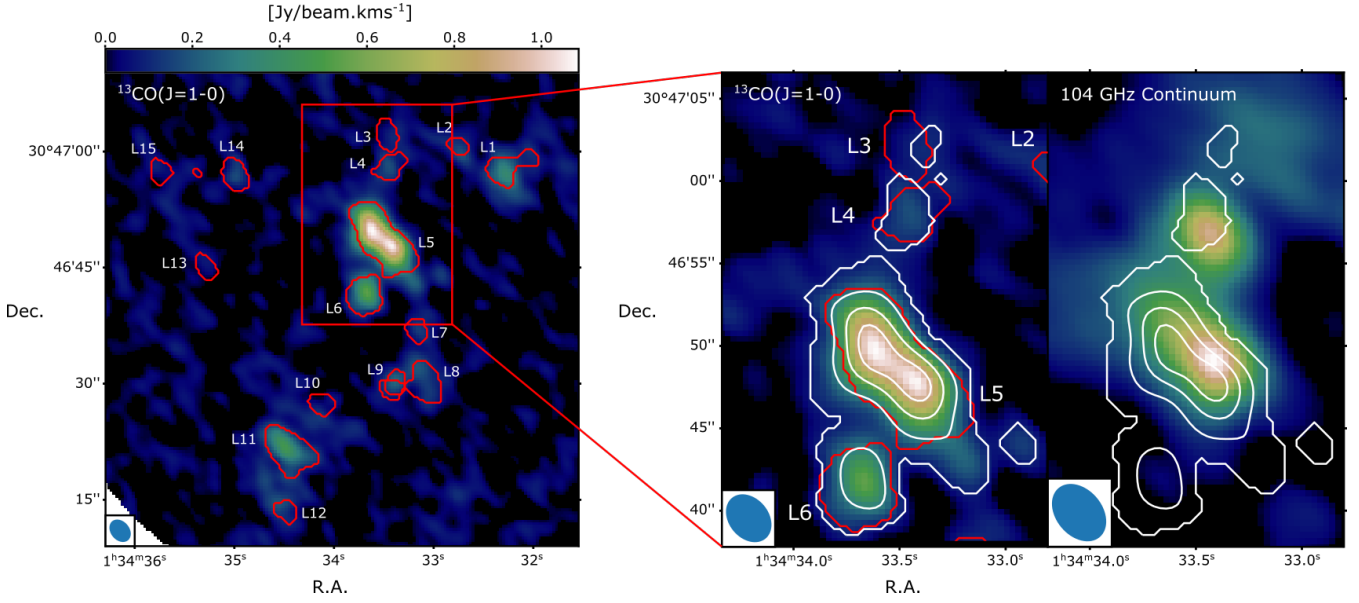 [Jy/beam.kms⁻¹]
0.0 0.2 0.4 0.6 0.8 1.0
¹³CO(J=1-0)
L3
L2
L1
L4
L15
L14
L5
L13
L6
L7
L9
L8
L10
L11
L12
30°47'00''
46'45''
30''
15''
Dec.
1ʰ34ᵐ36ˢ 35ˢ 34ˢ 33ˢ 32ˢ
R.A.
¹³CO(J=1-0)
104 GHz Continuum
L3
L2
L4
L5
L6
30°47'05''
00''
46'55''
50''
45''
40''
Dec.
1ʰ34ᵐ34.0ˢ 33.5ˢ 33.0ˢ 1ʰ34ᵐ34.0ˢ 33.5ˢ 33.0ˢ
R.A.